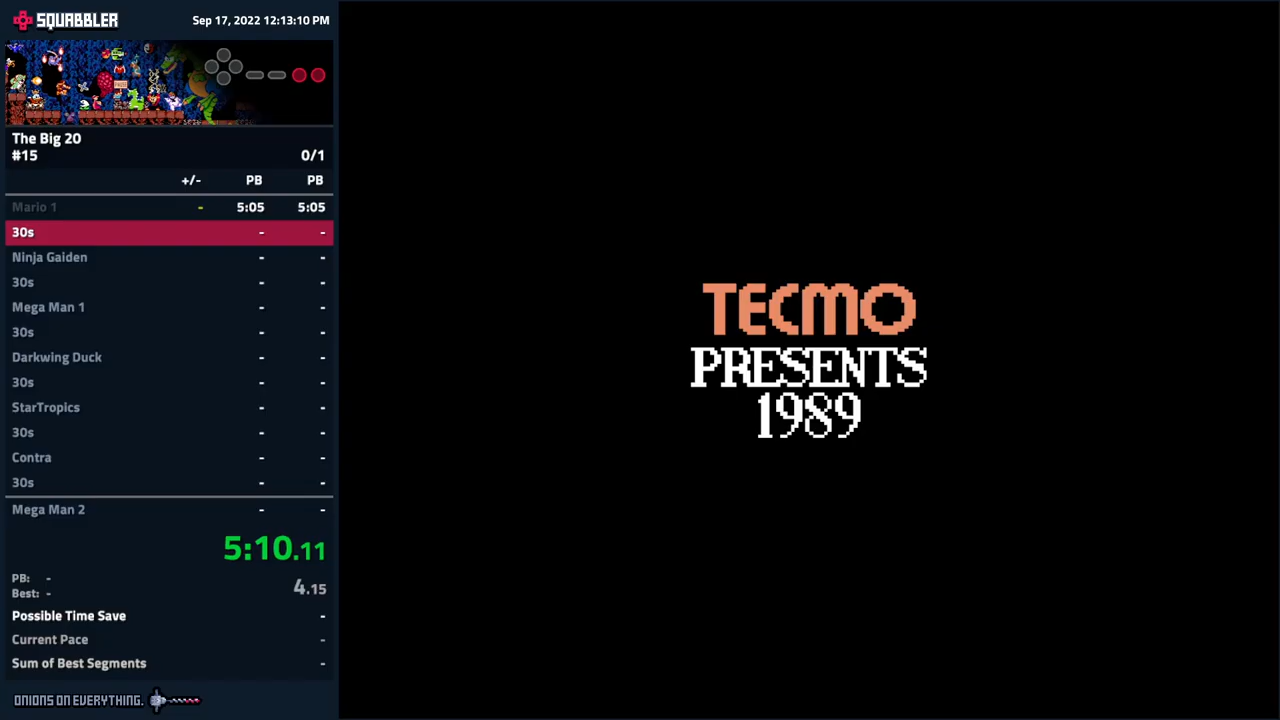 SQUABBLER
Sep 17, 2022 12:13:10 PM
The Big 20
#15 0/1
+/- PB PB
Mario 1 - 5:05 5:05
30s - -
Ninja Gaiden - -
30s - -
Mega Man 1 - -
30s - -
Darkwing Duck - -
30s - -
StarTropics - -
30s - -
Contra - -
30s - -
Mega Man 2 - -
5:10.11
PB: -
Best: - 4.15
Possible Time Save -
Current Pace -
Sum of Best Segments -
ONIONS ON EVERYTHING.
TECMO
PRESENTS
1989